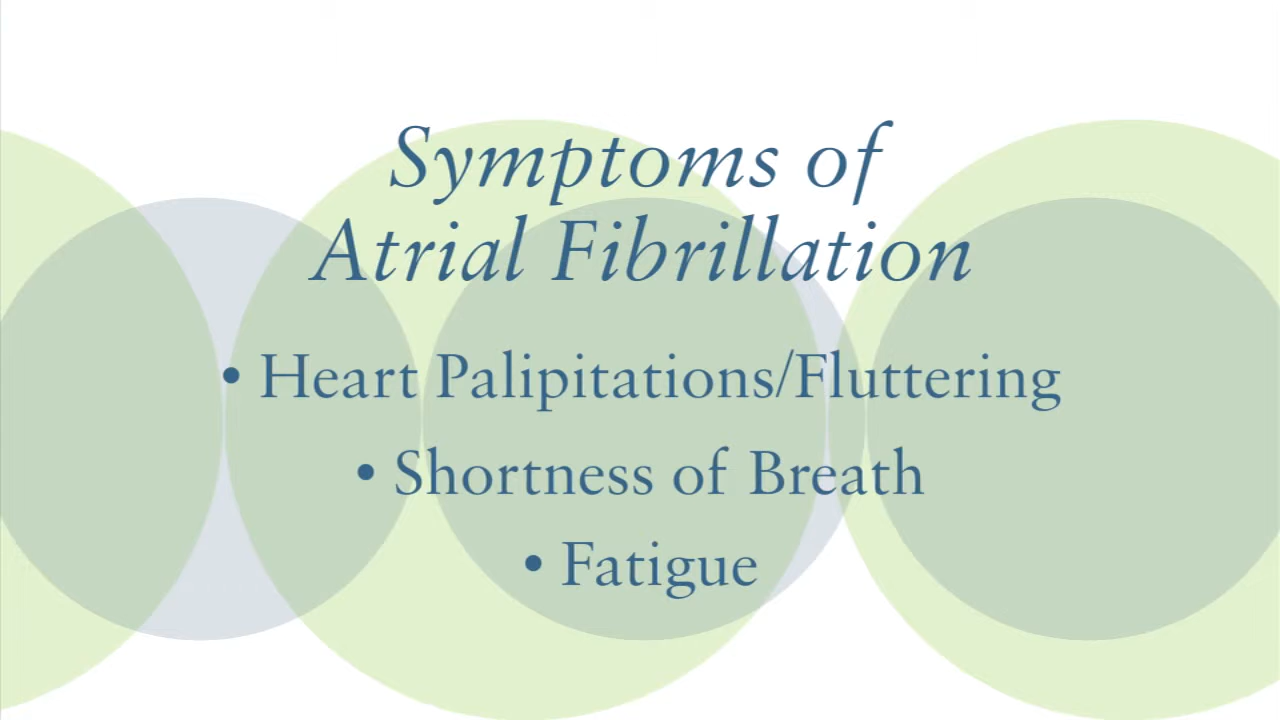 Symptoms of
Atrial Fibrillation
• Heart Palipitations/Fluttering
• Shortness of Breath
• Fatigue